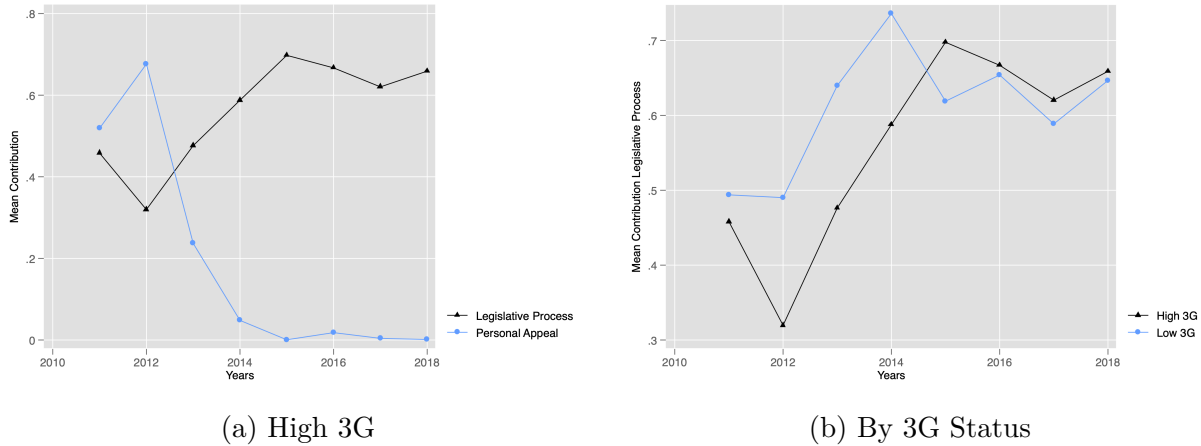 .8
.6
.4
.2
0
Mean Contribution
2010 2012 2014 2016 2018
Years
Legislative Process
Personal Appeal
(a) High 3G
.7
.6
.5
.4
.3
Mean Contribution Legislative Process
2010 2012 2014 2016 2018
Years
High 3G
Low 3G
(b) By 3G Status